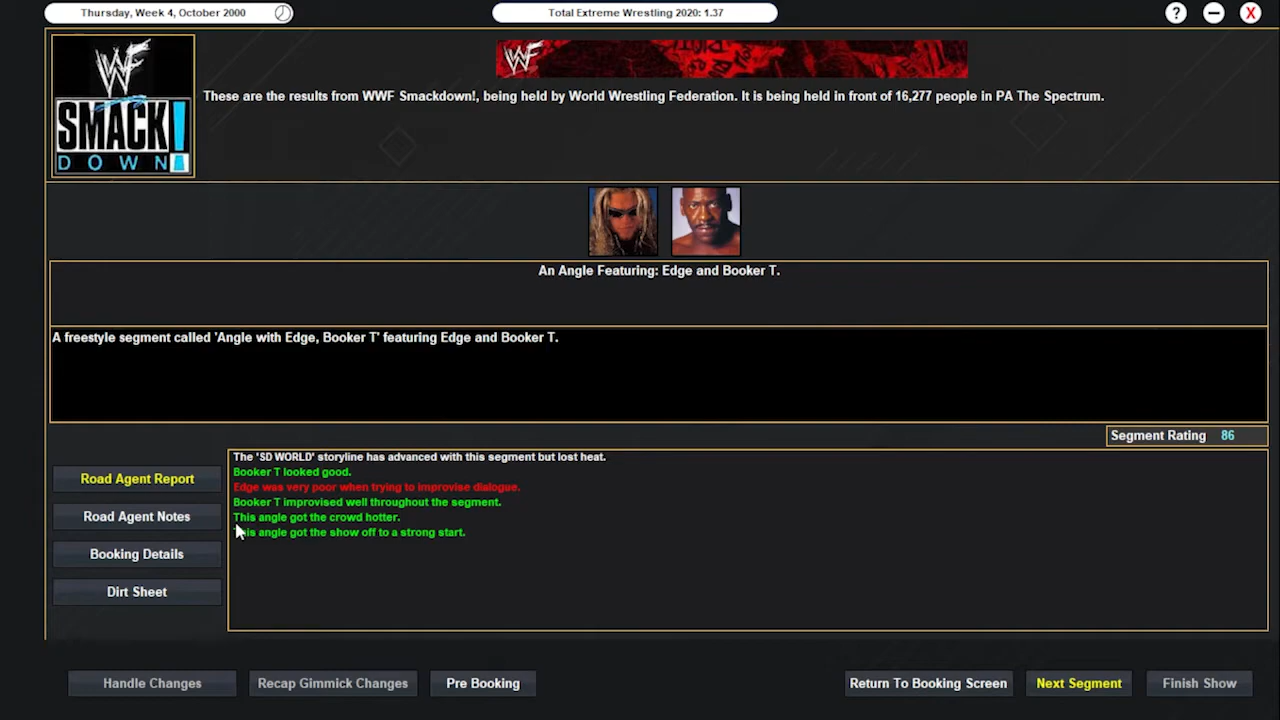 Thursday, Week 4, October 2000
Total Extreme Wrestling 2020: 1.37
?
X
WF
SMACK!
DOWN
These are the results from WWF Smackdown!, being held by World Wrestling Federation. It is being held in front of 16,277 people in PA The Spectrum.
An Angle Featuring: Edge and Booker T.
A freestyle segment called 'Angle with Edge, Booker T' featuring Edge and Booker T.
Segment Rating 86
The 'SD WORLD' storyline has advanced with this segment but lost heat.
Booker T looked good.
Edge was very poor when trying to improvise dialogue.
Booker T improvised well throughout the segment.
This angle got the crowd hotter.
This angle got the show off to a strong start.
Road Agent Report
Road Agent Notes
Booking Details
Dirt Sheet
Handle Changes
Recap Gimmick Changes
Pre Booking
Return To Booking Screen
Next Segment
Finish Show